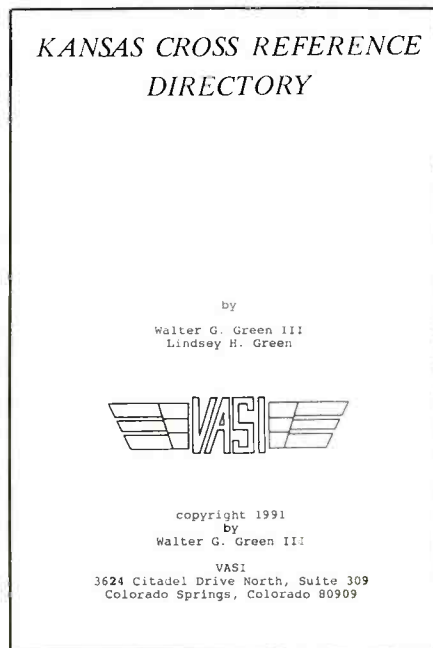 KANSAS CROSS REFERENCE
DIRECTORY
by
Walter G. Green III
Lindsey H. Green
VASI
copyright 1991
by
Walter G. Green III
VASI
3624 Citadel Drive North, Suite 309
Colorado Springs, Colorado 80909